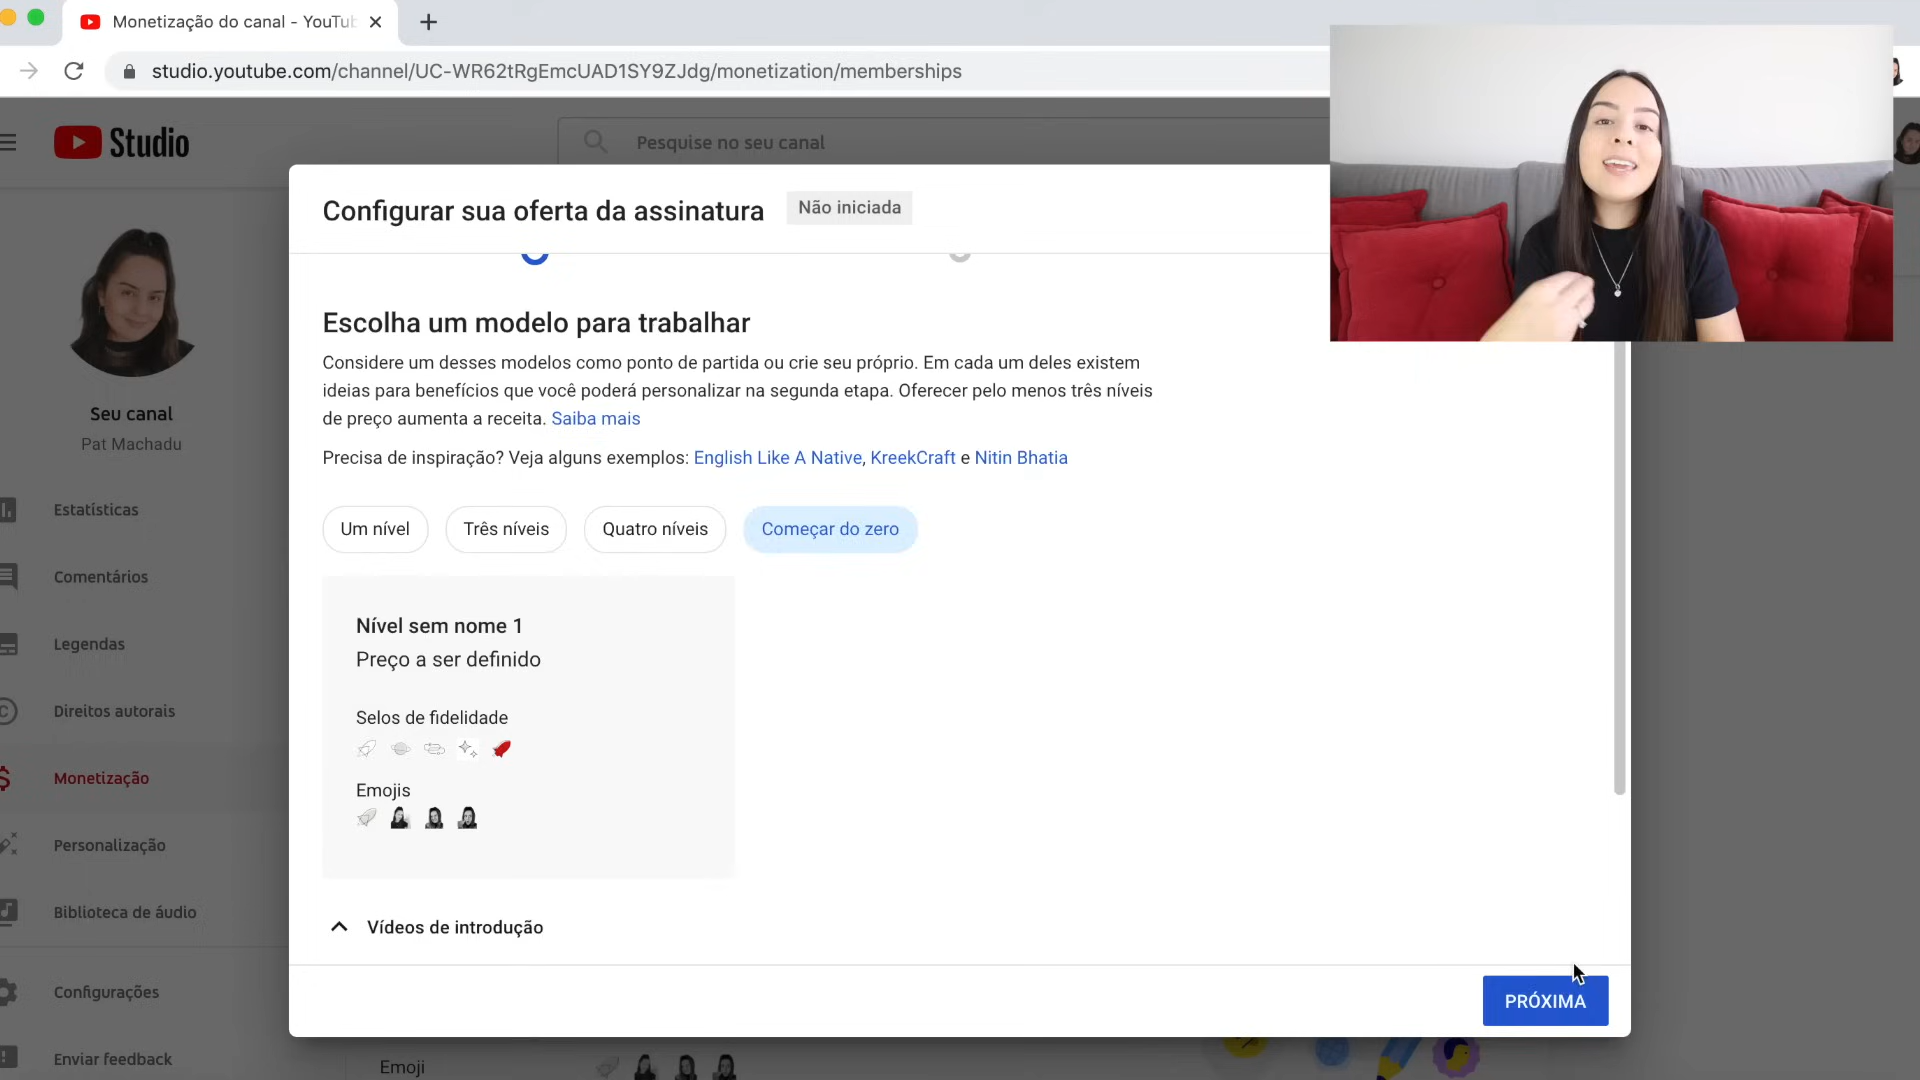 Monetização do canal - YouTu
studio.youtube.com/channel/UC-WR62tRgEmcUAD1SY9ZJdg/monetization/memberships
Studio
Pesquise no seu canal
Configurar sua oferta da assinatura
Não iniciada
Escolha um modelo para trabalhar
Considere um desses modelos como ponto de partida ou crie seu próprio. Em cada um deles existem
ideias para benefícios que você poderá personalizar na segunda etapa. Oferecer pelo menos três níveis
de preço aumenta a receita. Saiba mais
Precisa de inspiração? Veja alguns exemplos: English Like A Native, KreekCraft e Nitin Bhatia
Um nível
Três níveis
Quatro níveis
Começar do zero
Nível sem nome 1
Preço a ser definido
Selos de fidelidade
Emojis
Vídeos de introdução
PRÓXIMA
Seu canal
Pat Machadu
Estatísticas
Comentários
Legendas
Direitos autorais
Monetização
Personalização
Biblioteca de áudio
Configurações
Enviar feedback
Emoji